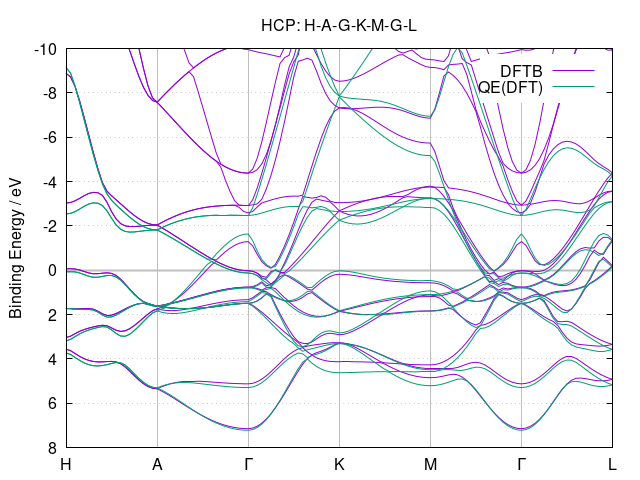 HCP: H-A-G-K-M-G-L
Binding Energy / eV
-10
-8
-6
-4
-2
0
2
4
6
8
DFTB
QE(DFT)
H A Γ K M Γ L